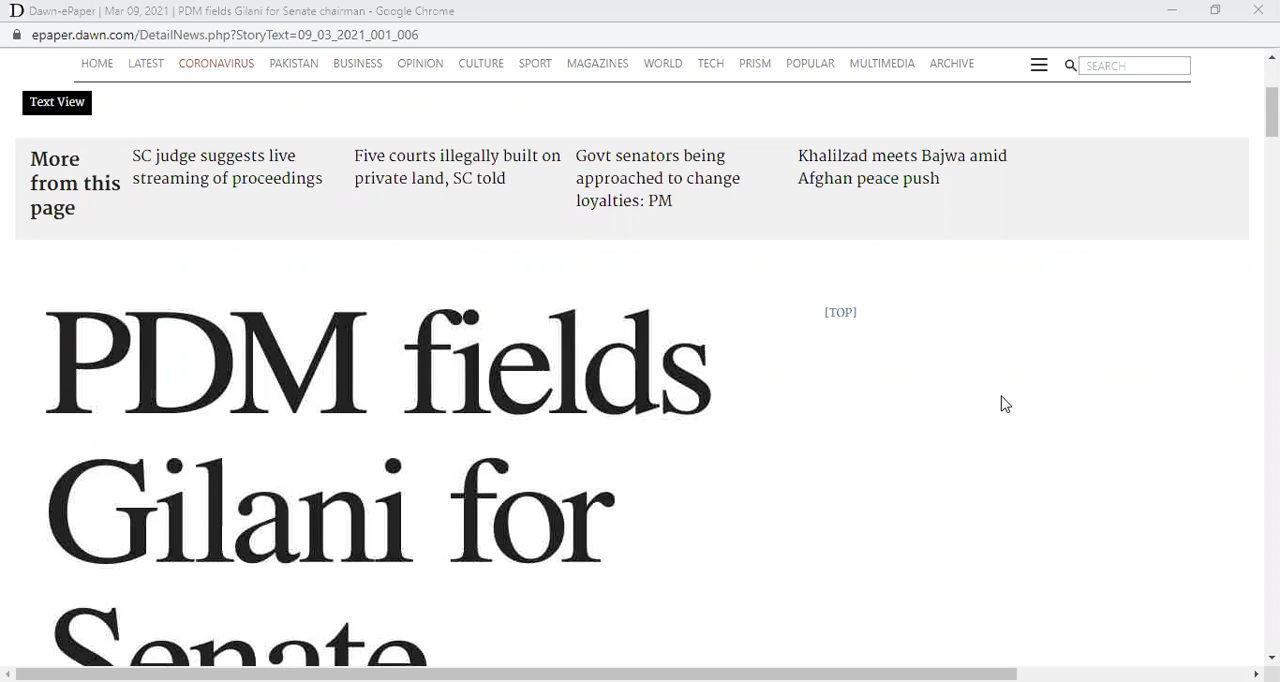 D Dawn-ePaper | Mar 09, 2021 | PDM fields Gilani for Senate chairman - Google Chrome
epaper.dawn.com/DetailNews.php?StoryText=09_03_2021_001_006
HOME LATEST CORONAVIRUS PAKISTAN BUSINESS OPINION CULTURE SPORT MAGAZINES WORLD TECH PRISM POPULAR MULTIMEDIA ARCHIVE SEARCH
Text View
More from this page
SC judge suggests live
streaming of proceedings
Five courts illegally built on
private land, SC told
Govt senators being
approached to change
loyalties: PM
Khalilzad meets Bajwa amid
Afghan peace push
PDM fields
Gilani for
Senate
[TOP]